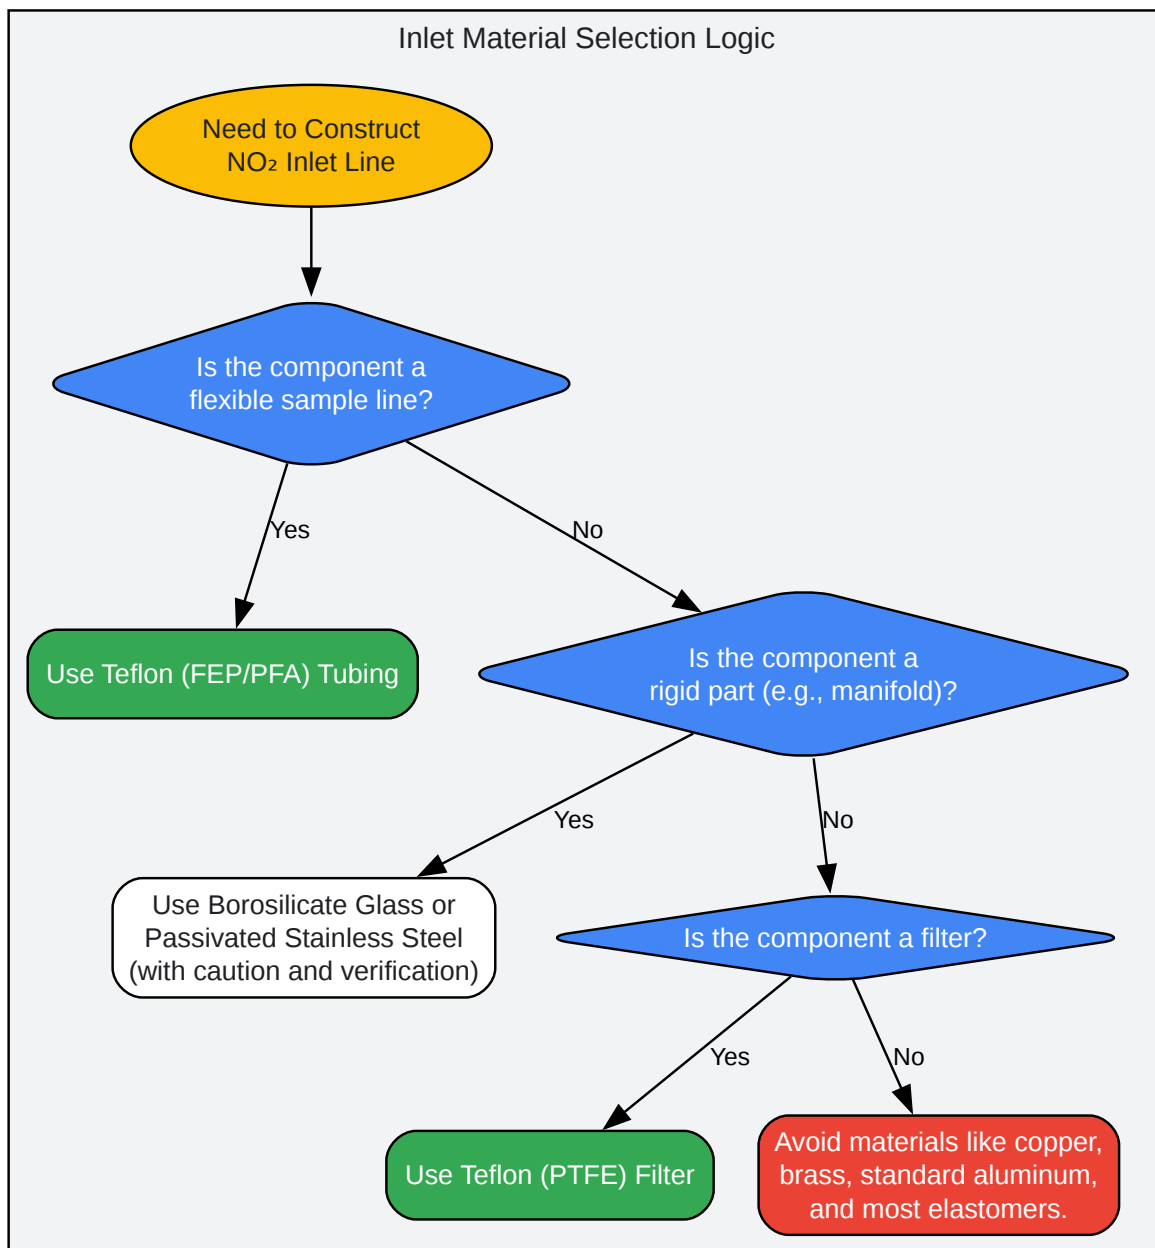 Inlet Material Selection Logic
Need to Construct
NO₂ Inlet Line
Is the component a
flexible sample line?
Yes
No
Use Teflon (FEP/PFA) Tubing
Is the component a
rigid part (e.g., manifold)?
Yes
No
Use Borosilicate Glass or
Passivated Stainless Steel
(with caution and verification)
Is the component a filter?
Yes
No
Use Teflon (PTFE) Filter
Avoid materials like copper,
brass, standard aluminum,
and most elastomers.